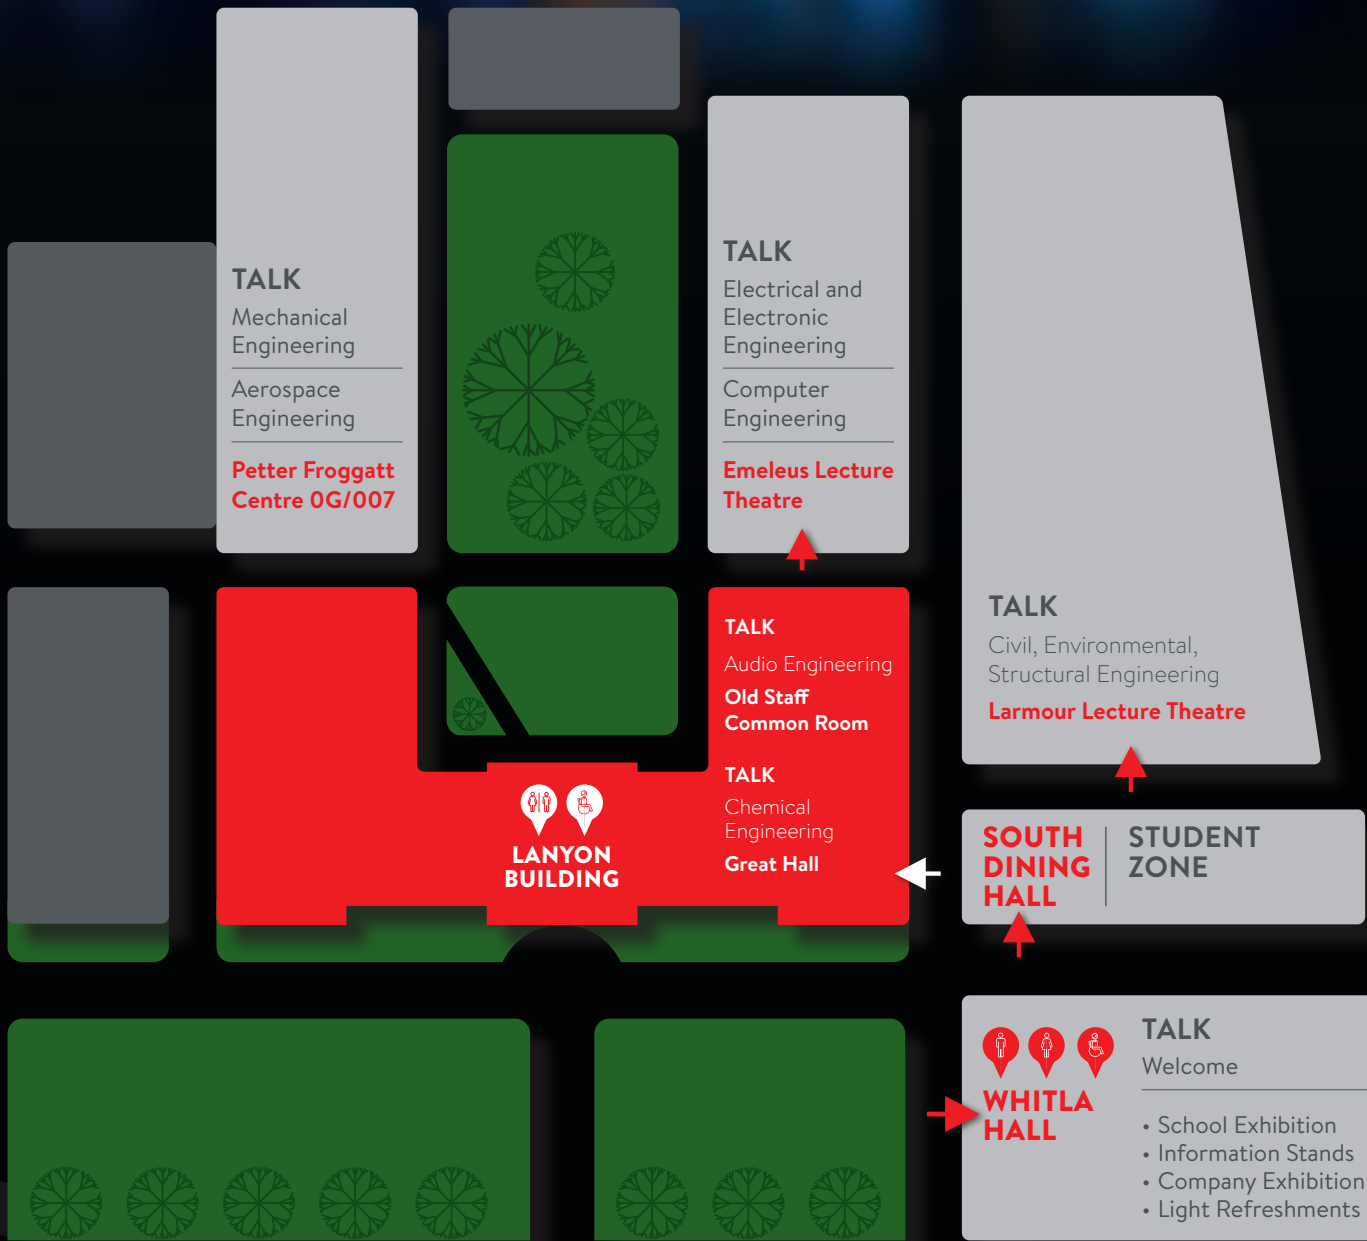 TALK
Mechanical
Engineering
Aerospace
Engineering
Petter Froggatt
Centre 0G/007
TALK
Electrical and
Electronic
Engineering
Computer
Engineering
Emeleus Lecture
Theatre
TALK
Civil, Environmental,
Structural Engineering
Larmour Lecture Theatre
TALK
Audio Engineering
Old Staff
Common Room
TALK
Chemical
Engineering
Great Hall
LANYON
BUILDING
SOUTH
DINING
HALL
STUDENT
ZONE
WHITLA
HALL
TALK
Welcome
• School Exhibition
• Information Stands
• Company Exhibition
• Light Refreshments